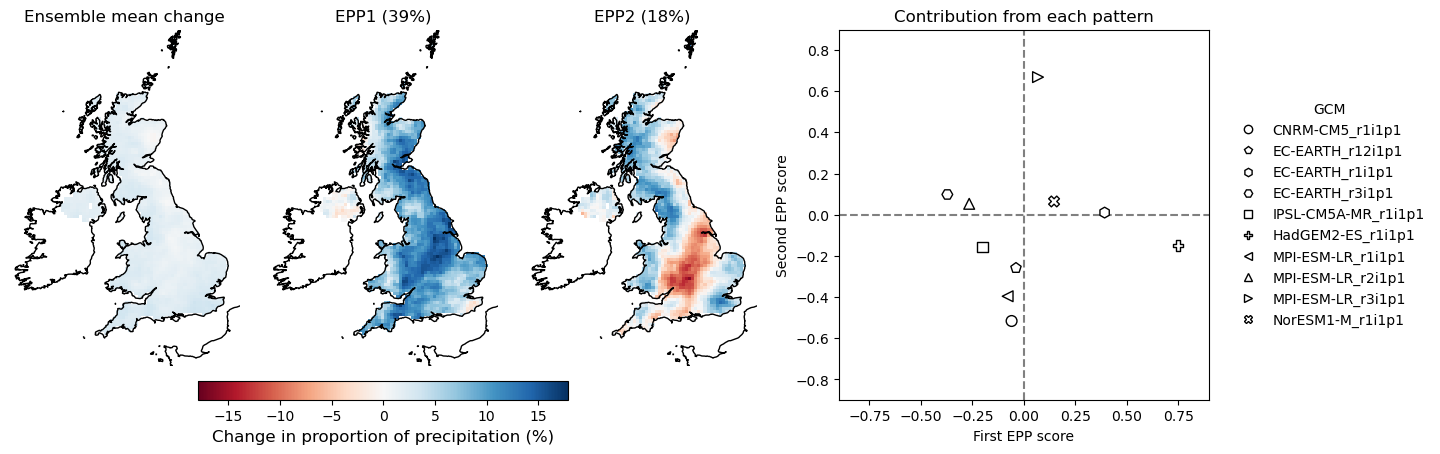 Ensemble mean change
EPP1 (39%)
EPP2 (18%)
−15 −10 −5 0 5 10 15
Change in proportion of precipitation (%)
Contribution from each pattern
0.8
0.6
0.4
0.2
0.0
−0.2
−0.4
−0.6
−0.8
Second EPP score
−0.75 −0.50 −0.25 0.00 0.25 0.50 0.75
First EPP score
GCM
CNRM-CM5_r1i1p1
EC-EARTH_r12i1p1
EC-EARTH_r1i1p1
EC-EARTH_r3i1p1
IPSL-CM5A-MR_r1i1p1
HadGEM2-ES_r1i1p1
MPI-ESM-LR_r1i1p1
MPI-ESM-LR_r2i1p1
MPI-ESM-LR_r3i1p1
NorESM1-M_r1i1p1